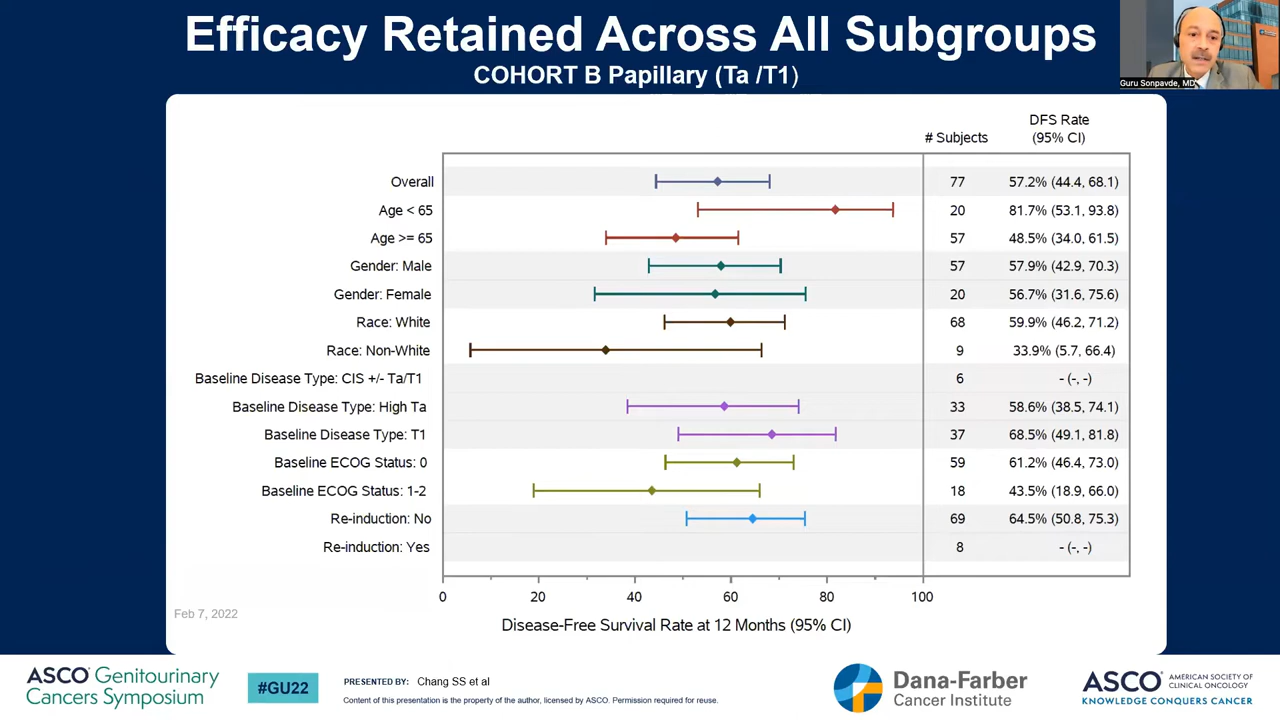 Efficacy Retained Across All Subgroups
COHORT B Papillary (Ta /T1)
Guru Sonpavde, MD
# Subjects
DFS Rate
(95% CI)
Overall 77 57.2% (44.4, 68.1)
Age < 65 20 81.7% (53.1, 93.8)
Age >= 65 57 48.5% (34.0, 61.5)
Gender: Male 57 57.9% (42.9, 70.3)
Gender: Female 20 56.7% (31.6, 75.6)
Race: White 68 59.9% (46.2, 71.2)
Race: Non-White 9 33.9% (5.7, 66.4)
Baseline Disease Type: CIS +/- Ta/T1 6 - (-, -)
Baseline Disease Type: High Ta 33 58.6% (38.5, 74.1)
Baseline Disease Type: T1 37 68.5% (49.1, 81.8)
Baseline ECOG Status: 0 59 61.2% (46.4, 73.0)
Baseline ECOG Status: 1-2 18 43.5% (18.9, 66.0)
Re-induction: No 69 64.5% (50.8, 75.3)
Re-induction: Yes 8 - (-, -)
0 20 40 60 80 100
Feb 7, 2022
Disease-Free Survival Rate at 12 Months (95% CI)
ASCO Genitourinary
Cancers Symposium
#GU22
PRESENTED BY: Chang SS et al
Content of this presentation is the property of the author, licensed by ASCO. Permission required for reuse.
Dana-Farber
Cancer Institute
ASCO AMERICAN SOCIETY OF
CLINICAL ONCOLOGY
KNOWLEDGE CONQUERS CANCER